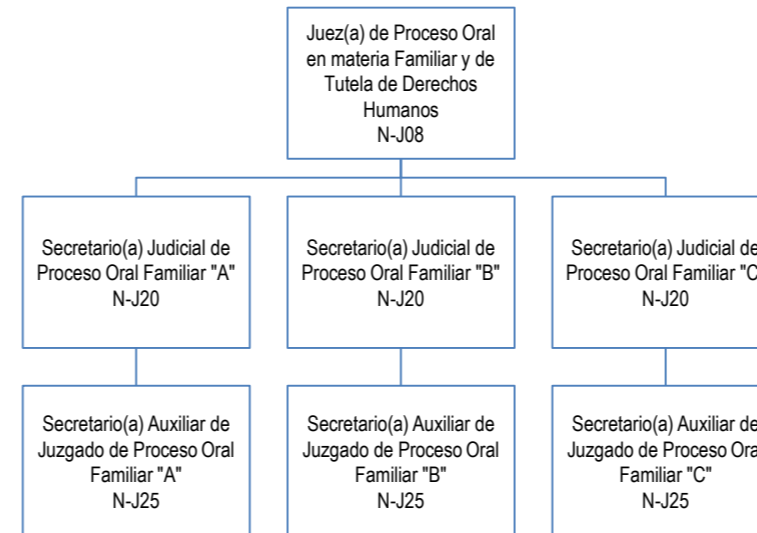 Juez(a) de Proceso Oral
en materia Familiar y de
Tutela de Derechos
Humanos
N-J08
Secretario(a) Judicial de
Proceso Oral Familiar "A"
N-J20
Secretario(a) Judicial de
Proceso Oral Familiar "B"
N-J20
Secretario(a) Judicial de
Proceso Oral Familiar "C
N-J20
Secretario(a) Auxiliar de
Juzgado de Proceso Oral
Familiar "A"
N-J25
Secretario(a) Auxiliar de
Juzgado de Proceso Oral
Familiar "B"
N-J25
Secretario(a) Auxiliar de
Juzgado de Proceso Oral
Familiar "C"
N-J25